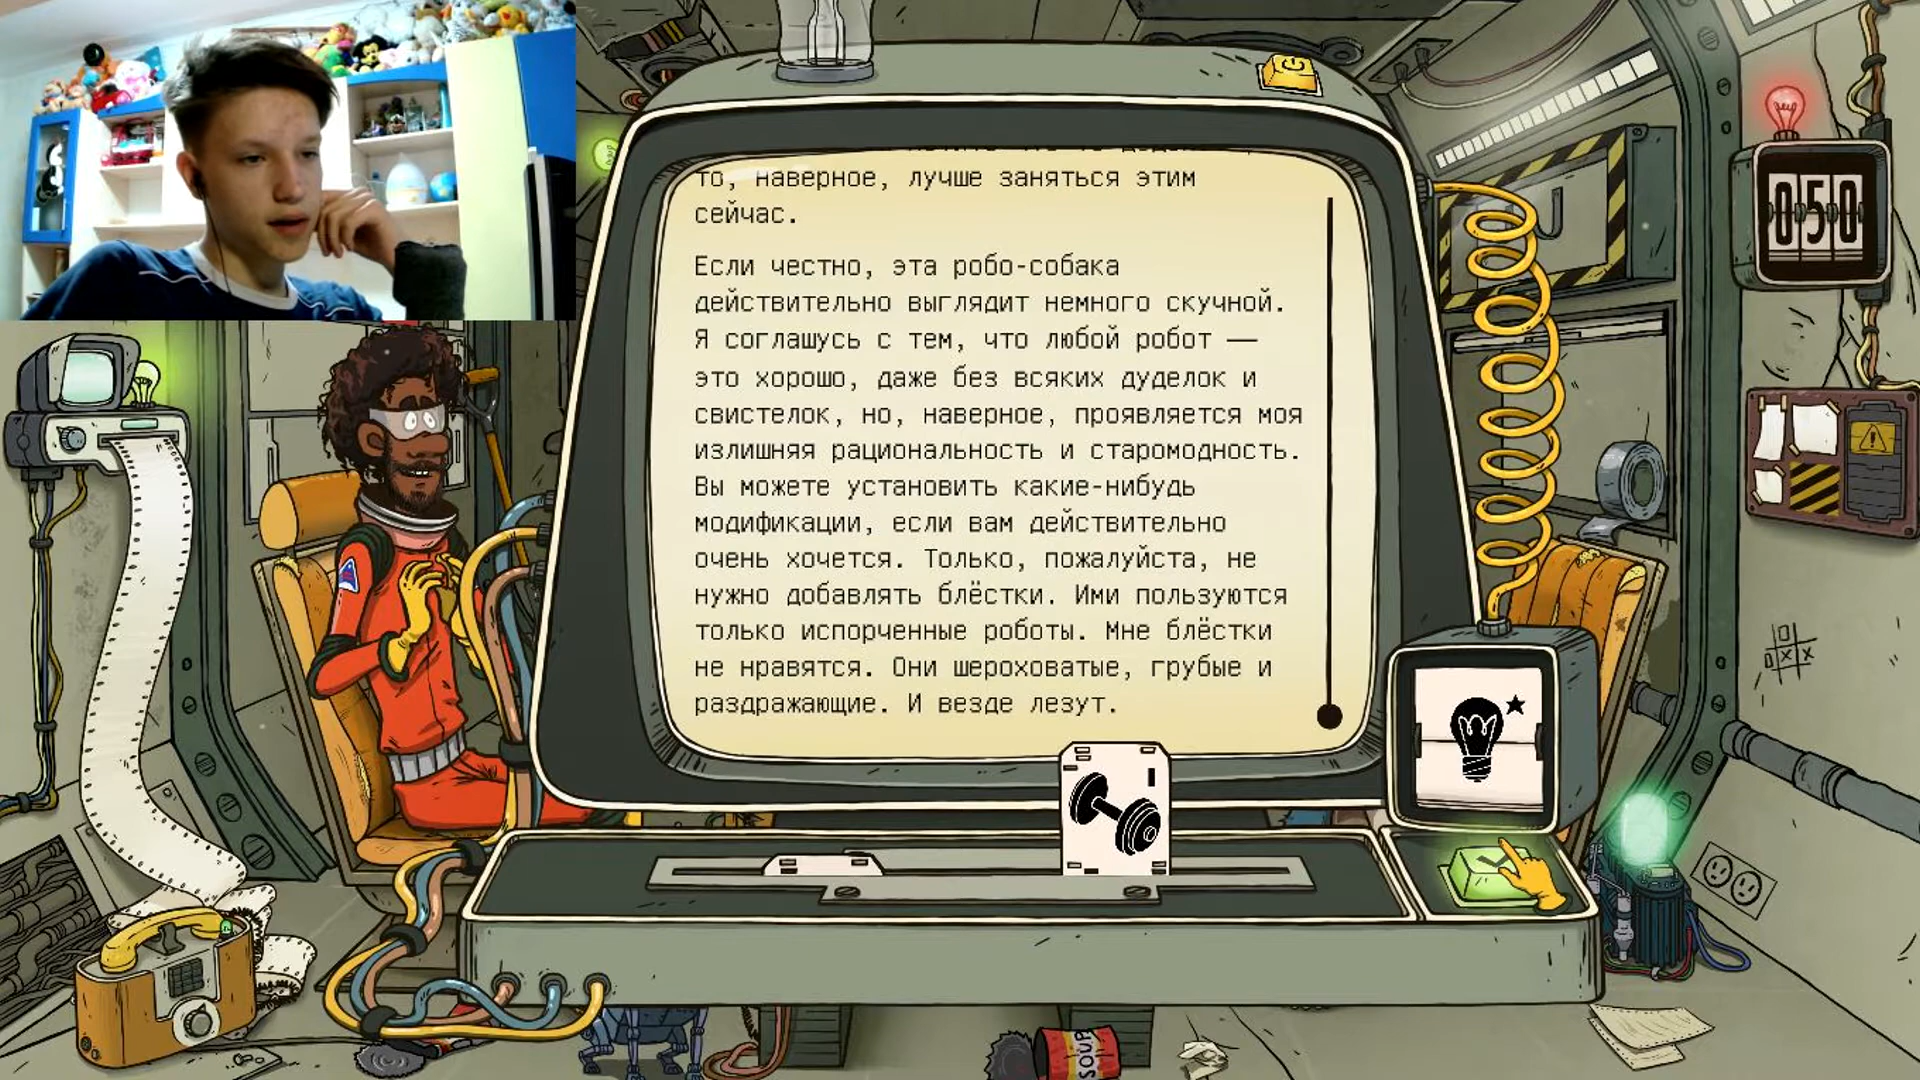 то, наверное, лучше заняться этим
сейчас.
Если честно, эта робо-собака
действительно выглядит немного скучной.
Я соглашусь с тем, что любой робот —
это хорошо, даже без всяких дуделок и
свистелок, но, наверное, проявляется моя
излишняя рациональность и старомодность.
Вы можете установить какие-нибудь
модификации, если вам действительно
очень хочется. Только, пожалуйста, не
нужно добавлять блёстки. Ими пользуются
только испорченные роботы. Мне блёстки
не нравятся. Они шероховатые, грубые и
раздражающие. И везде лезут.
050
SOUP